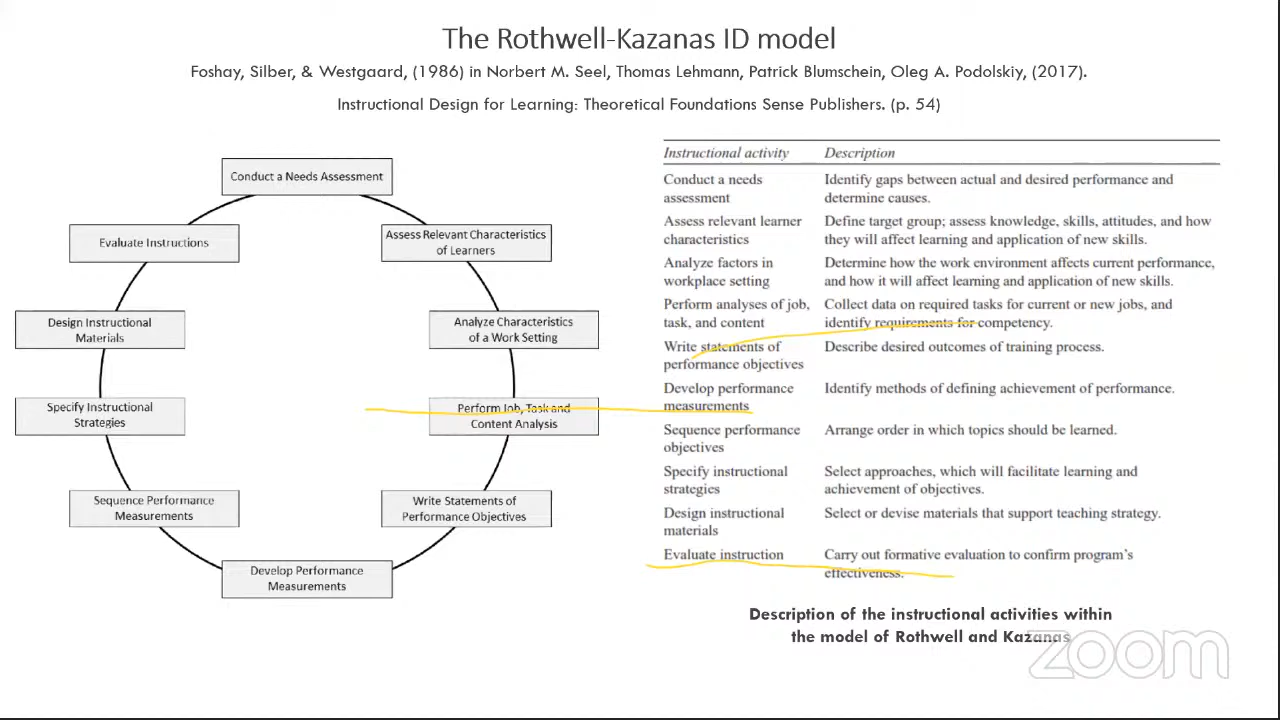 The Rothwell-Kazanas ID model
Foshay, Silber, & Westgaard, (1986) in Norbert M. Seel, Thomas Lehmann, Patrick Blumschein, Oleg A. Podolskiy, (2017).
Instructional Design for Learning: Theoretical Foundations Sense Publishers. (p. 54)
Conduct a Needs Assessment
Assess Relevant Characteristics
of Learners
Analyze Characteristics
of a Work Setting
Perform Job, Task and
Content Analysis
Write Statements of
Performance Objectives
Develop Performance
Measurements
Sequence Performance
Measurements
Specify Instructional
Strategies
Design Instructional
Materials
Evaluate Instructions
Instructional activity Description
Conduct a needs Identify gaps between actual and desired performance and
assessment determine causes.
Assess relevant learner Define target group; assess knowledge, skills, attitudes, and how
characteristics they will affect learning and application of new skills.
Analyze factors in Determine how the work environment affects current performance,
workplace setting and how it will affect learning and application of new skills.
Perform analyses of job, Collect data on required tasks for current or new jobs, and
task, and content identify requirements for competency.
Write statements of Describe desired outcomes of training process.
performance objectives
Develop performance Identify methods of defining achievement of performance.
measurements
Sequence performance Arrange order in which topics should be learned.
objectives
Specify instructional Select approaches, which will facilitate learning and
strategies achievement of objectives.
Design instructional Select or devise materials that support teaching strategy.
materials
Evaluate instruction Carry out formative evaluation to confirm program's
effectiveness.
Description of the instructional activities within
the model of Rothwell and Kazanas
zoom